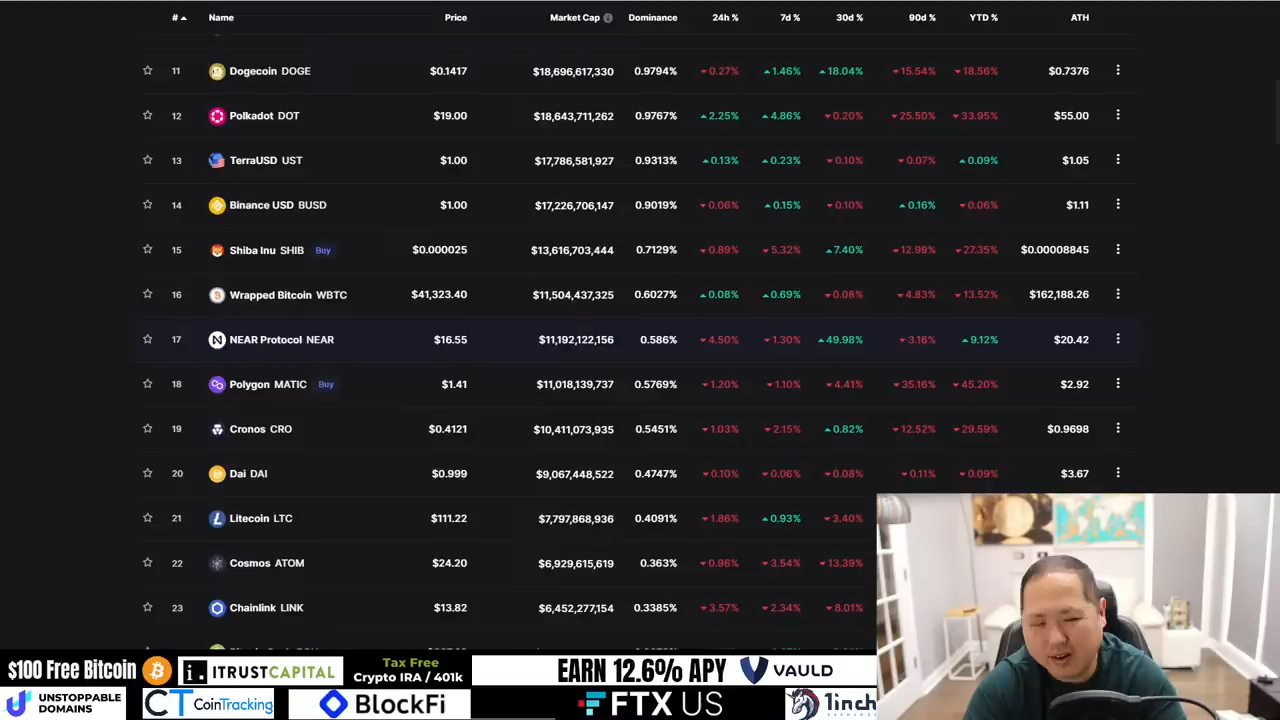 # Name Price Market Cap Dominance 24h % 7d % 30d % 90d % YTD % ATH
11 Dogecoin DOGE $0.1417 $18,696,617,330 0.9794% 0.27% 1.46% 18.04% 15.54% 18.56% $0.7376
12 Polkadot DOT $19.00 $18,643,711,262 0.9767% 2.25% 4.86% 0.20% 25.50% 33.95% $55.00
13 TerraUSD UST $1.00 $17,786,581,927 0.9313% 0.13% 0.23% 0.10% 0.07% 0.09% $1.05
14 Binance USD BUSD $1.00 $17,226,706,147 0.9019% 0.06% 0.15% 0.10% 0.16% 0.06% $1.11
15 Shiba Inu SHIB Buy $0.000025 $13,616,703,444 0.7129% 0.89% 5.32% 7.40% 12.99% 27.35% $0.00008845
16 Wrapped Bitcoin WBTC $41,323.40 $11,504,437,325 0.6027% 0.08% 0.69% 0.08% 4.83% 13.52% $162,188.26
17 NEAR Protocol NEAR $16.55 $11,192,122,156 0.586% 4.50% 1.30% 49.98% 3.16% 9.12% $20.42
18 Polygon MATIC Buy $1.41 $11,018,139,737 0.5769% 1.20% 1.10% 4.41% 35.16% 45.20% $2.92
19 Cronos CRO $0.4121 $10,411,073,935 0.5451% 1.03% 2.15% 0.82% 12.52% 29.59% $0.9698
20 Dai DAI $0.999 $9,067,448,522 0.4747% 0.10% 0.06% 0.08% 0.11% 0.09% $3.67
21 Litecoin LTC $111.22 $7,797,868,936 0.4091% 1.86% 0.93% 3.40%
22 Cosmos ATOM $24.20 $6,929,615,619 0.363% 0.96% 3.54% 13.39%
23 Chainlink LINK $13.82 $6,452,277,154 0.3385% 3.57% 2.34% 8.01%
$100 Free Bitcoin
iTRUSTCAPITAL
Tax Free
Crypto IRA / 401k
EARN 12.6% APY
VAULD
UNSTOPPABLE
DOMAINS
CT CoinTracking
BlockFi
FTX US
1inch
EXCHANGE